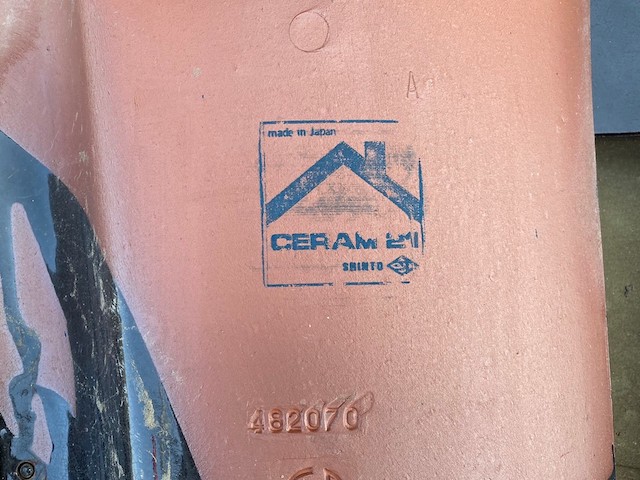 A
made in Japan
CERAM 21
SHINTO
482070